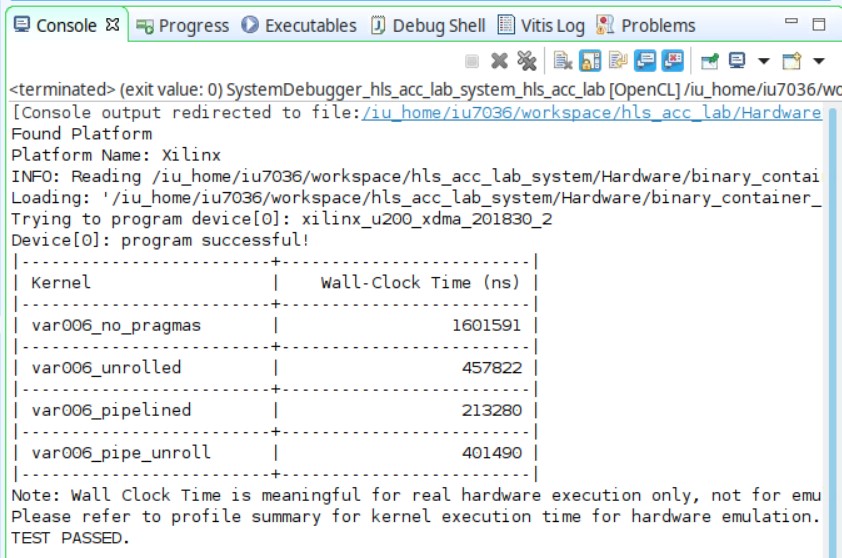 Console Progress Executables Debug Shell Vitis Log Problems
<terminated> (exit value: 0) SystemDebugger_hls_acc_lab_system_hls_acc_lab [OpenCL] /iu_home/iu7036/wo
[Console output redirected to file:/iu_home/iu7036/workspace/hls_acc_lab/Hardware
Found Platform
Platform Name: Xilinx
INFO: Reading /iu_home/iu7036/workspace/hls_acc_lab_system/Hardware/binary_contai
Loading: '/iu_home/iu7036/workspace/hls_acc_lab_system/Hardware/binary_container_
Trying to program device[0]: xilinx_u200_xdma_201830_2
Device[0]: program successful!
|-------------------------+-------------------------|
| Kernel                  |    Wall-Clock Time (ns) |
|-------------------------+-------------------------|
| var006_no_pragmas       |                 1601591 |
|-------------------------+-------------------------|
| var006_unrolled         |                  457822 |
|-------------------------+-------------------------|
| var006_pipelined        |                  213280 |
|-------------------------+-------------------------|
| var006_pipe_unroll      |                  401490 |
|-------------------------+-------------------------|
Note: Wall Clock Time is meaningful for real hardware execution only, not for emu
Please refer to profile summary for kernel execution time for hardware emulation.
TEST PASSED.